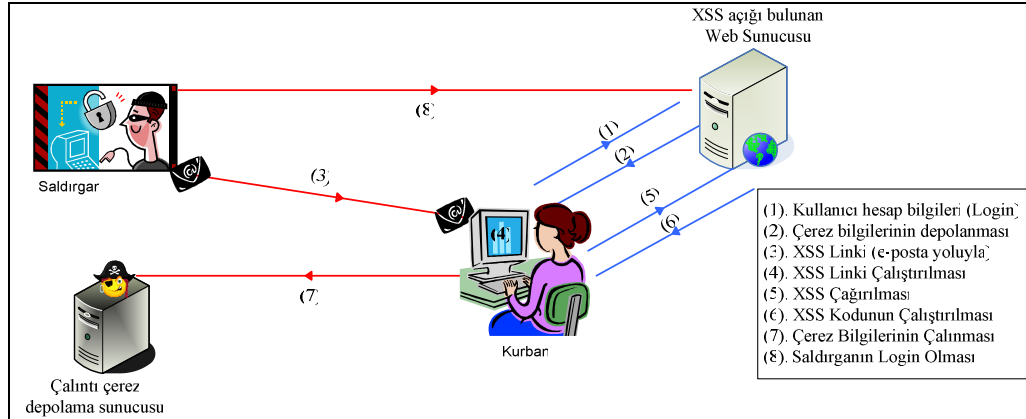 XSS açığı bulunan
Web Sunucusu
(8)
(1)
(2)
Saldırgar
(3)
@
@
(4)
(5)
(6)
(7)
Kurban
Çalıntı çerez
depolama sunucusu
(1). Kullanıcı hesap bilgileri (Login)
(2). Çerez bilgilerinin depolanması
(3). XSS Linki (e-posta yoluyla)
(4). XSS Linki Çalıştırılması
(5). XSS Çağırılması
(6). XSS Kodunun Çalıştırılması
(7). Çerez Bilgilerinin Çalınması
(8). Saldırganın Login Olması